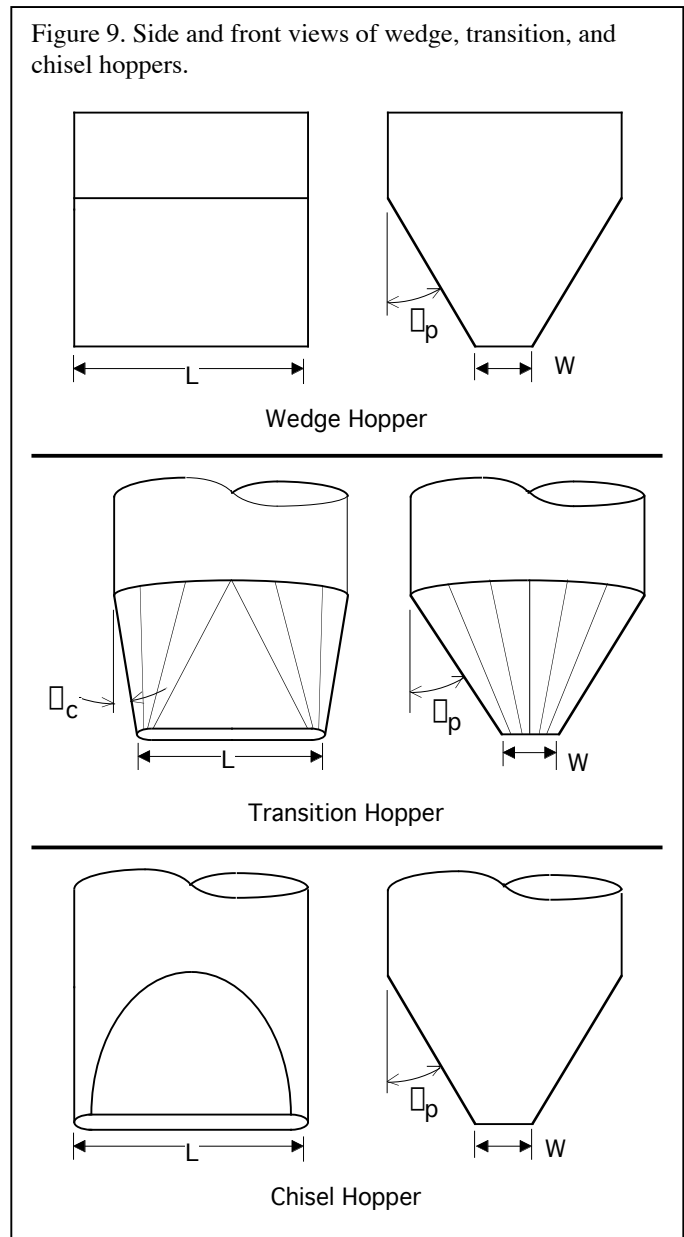 Figure 9. Side and front views of wedge, transition, and
chisel hoppers.
□p
L
W
Wedge Hopper
□c
□p
L
W
Transition Hopper
□p
L
W
Chisel Hopper